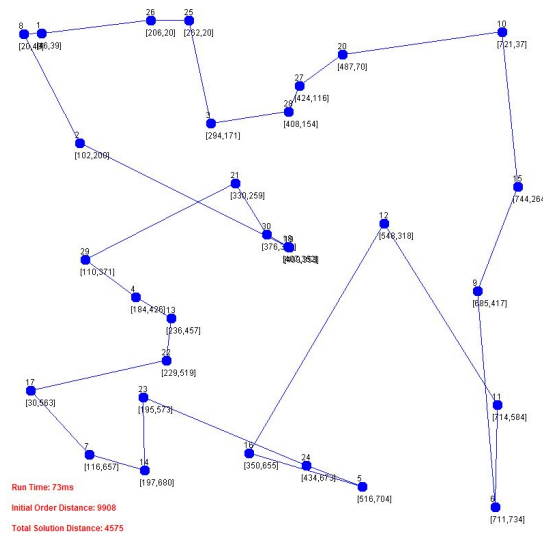 8 1 26 25 10
[206,20] [262,20] [721,37]
20
[487,70]
27
[424,116]
3 28
[294,171] [408,154]
2
[102,200]
21 15
[330,259] [744,264
12
[548,318]
30
29
[110,371]
9
[685,417]
4 13
[184,426] [236,457]
22
[229,519]
17 23 11
[30,563] [195,573] [714,584]
7 14 16 24 5
[116,657] [197,680] [350,655] [516,704]
6
[711,734]
Run Time: 73ms
Initial Order Distance: 9908
Total Solution Distance: 4575